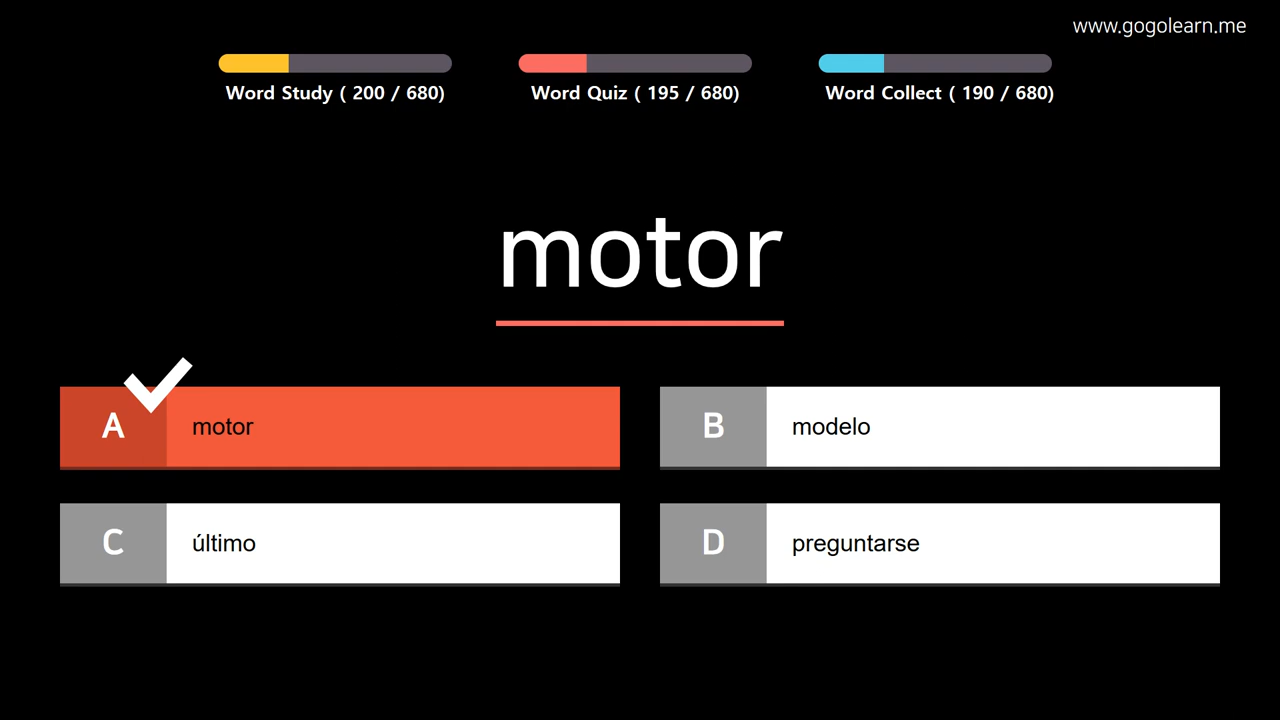 www.gogolearn.me
Word Study ( 200 / 680)
Word Quiz ( 195 / 680)
Word Collect ( 190 / 680)
motor
A motor
B modelo
C último
D preguntarse